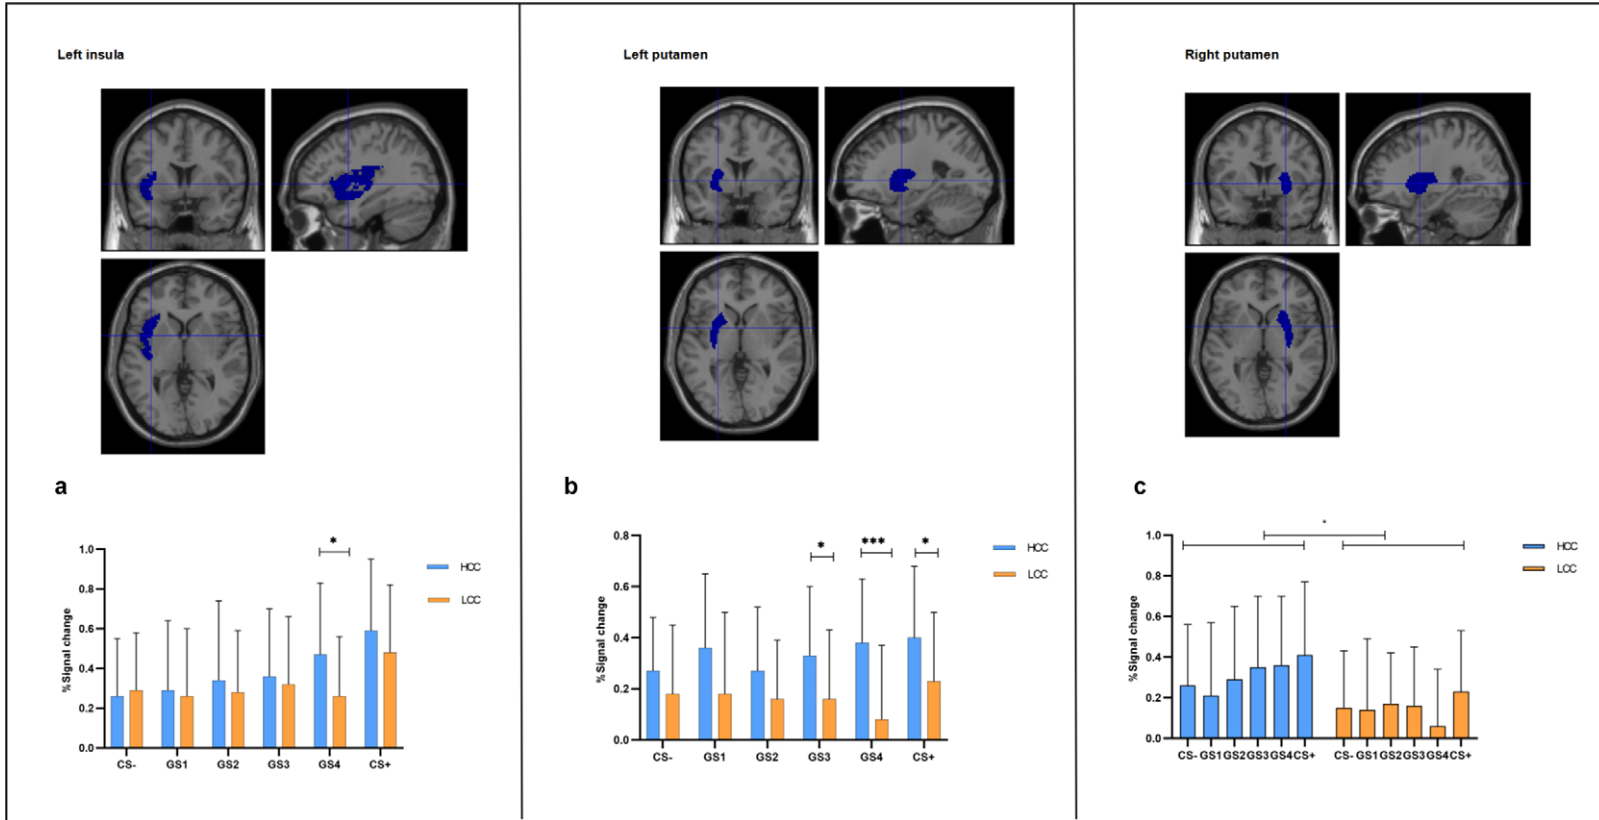 Left insula
Left putamen
Right putamen
a
b
c
*
1.0
0.8
0.6
0.4
0.2
0.0
% Signal change
CS- GS1 GS2 GS3 GS4 CS+
HCC
LCC
* *** *
0.8
0.6
0.4
0.2
0.0
% Signal change
CS- GS1 GS2 GS3 GS4 CS+
HCC
LCC
*
1.0
0.8
0.6
0.4
0.2
0.0
% Signal change
CS- GS1 GS2 GS3 GS4 CS+ CS- GS1 GS2 GS3 GS4 CS+
HCC
LCC